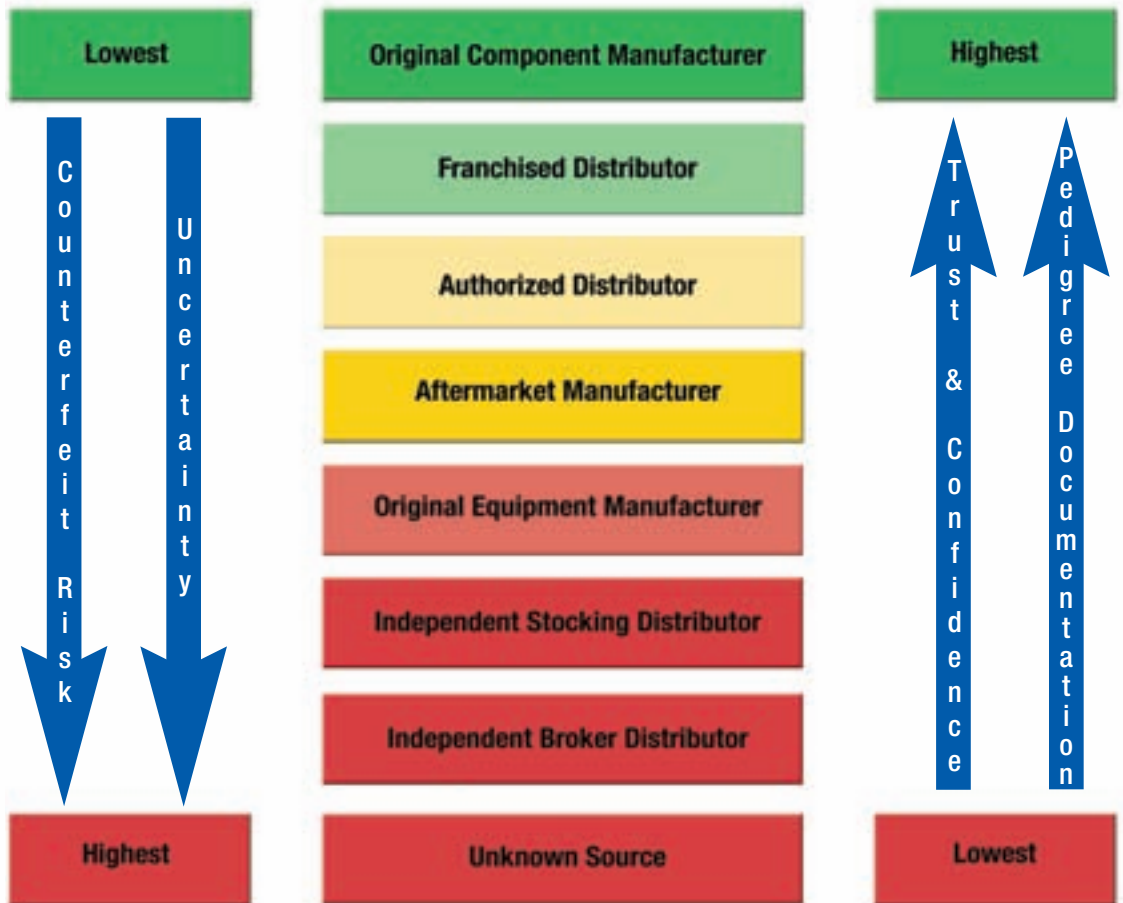 Lowest
Original Component Manufacturer
Highest
Franchised Distributor
Authorized Distributor
Aftermarket Manufacturer
Original Equipment Manufacturer
Independent Stocking Distributor
Independent Broker Distributor
Counterfeit Risk
Uncertainty
Trust & Confidence
Pedigree Documentation
Highest
Unknown Source
Lowest